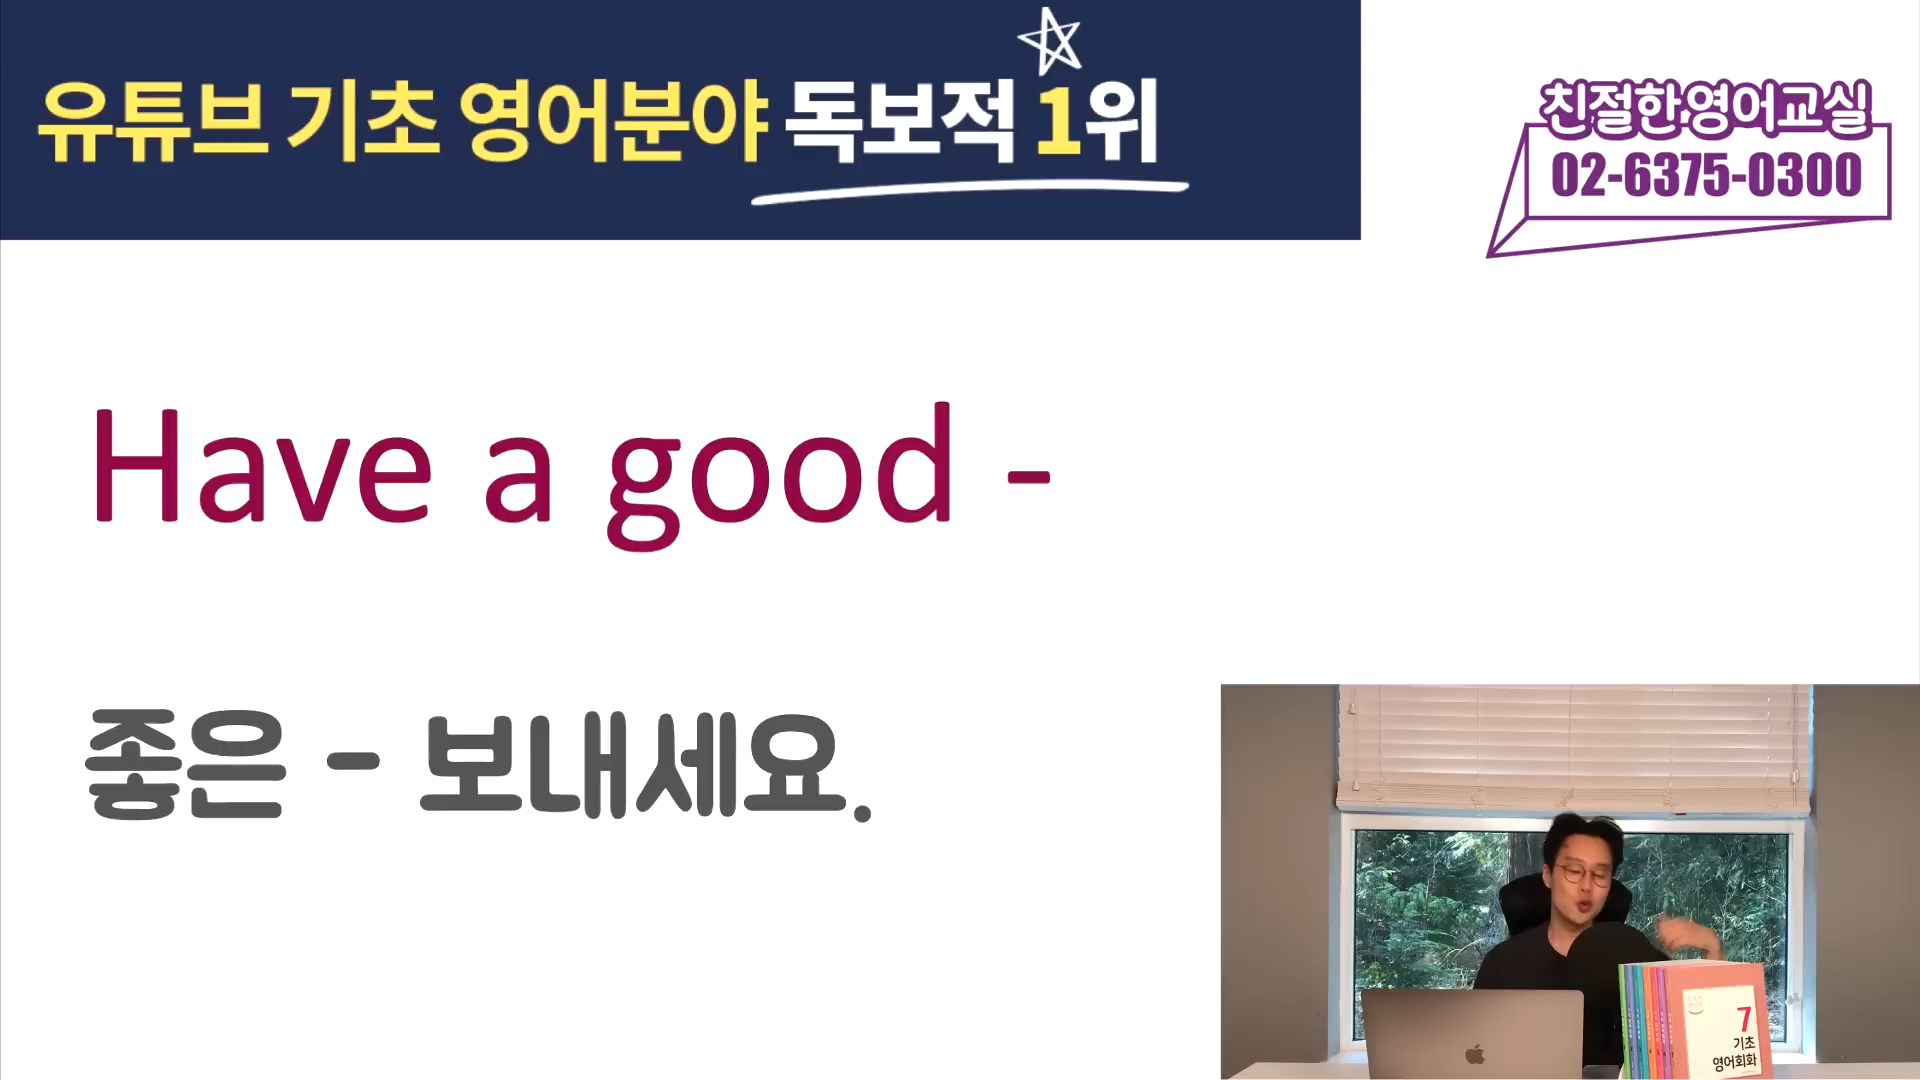 유튜브 기초 영어분야 독보적 1위
친절한영어교실
02-6375-0300
Have a good -
좋은 - 보내세요.
7
기초
영어회화